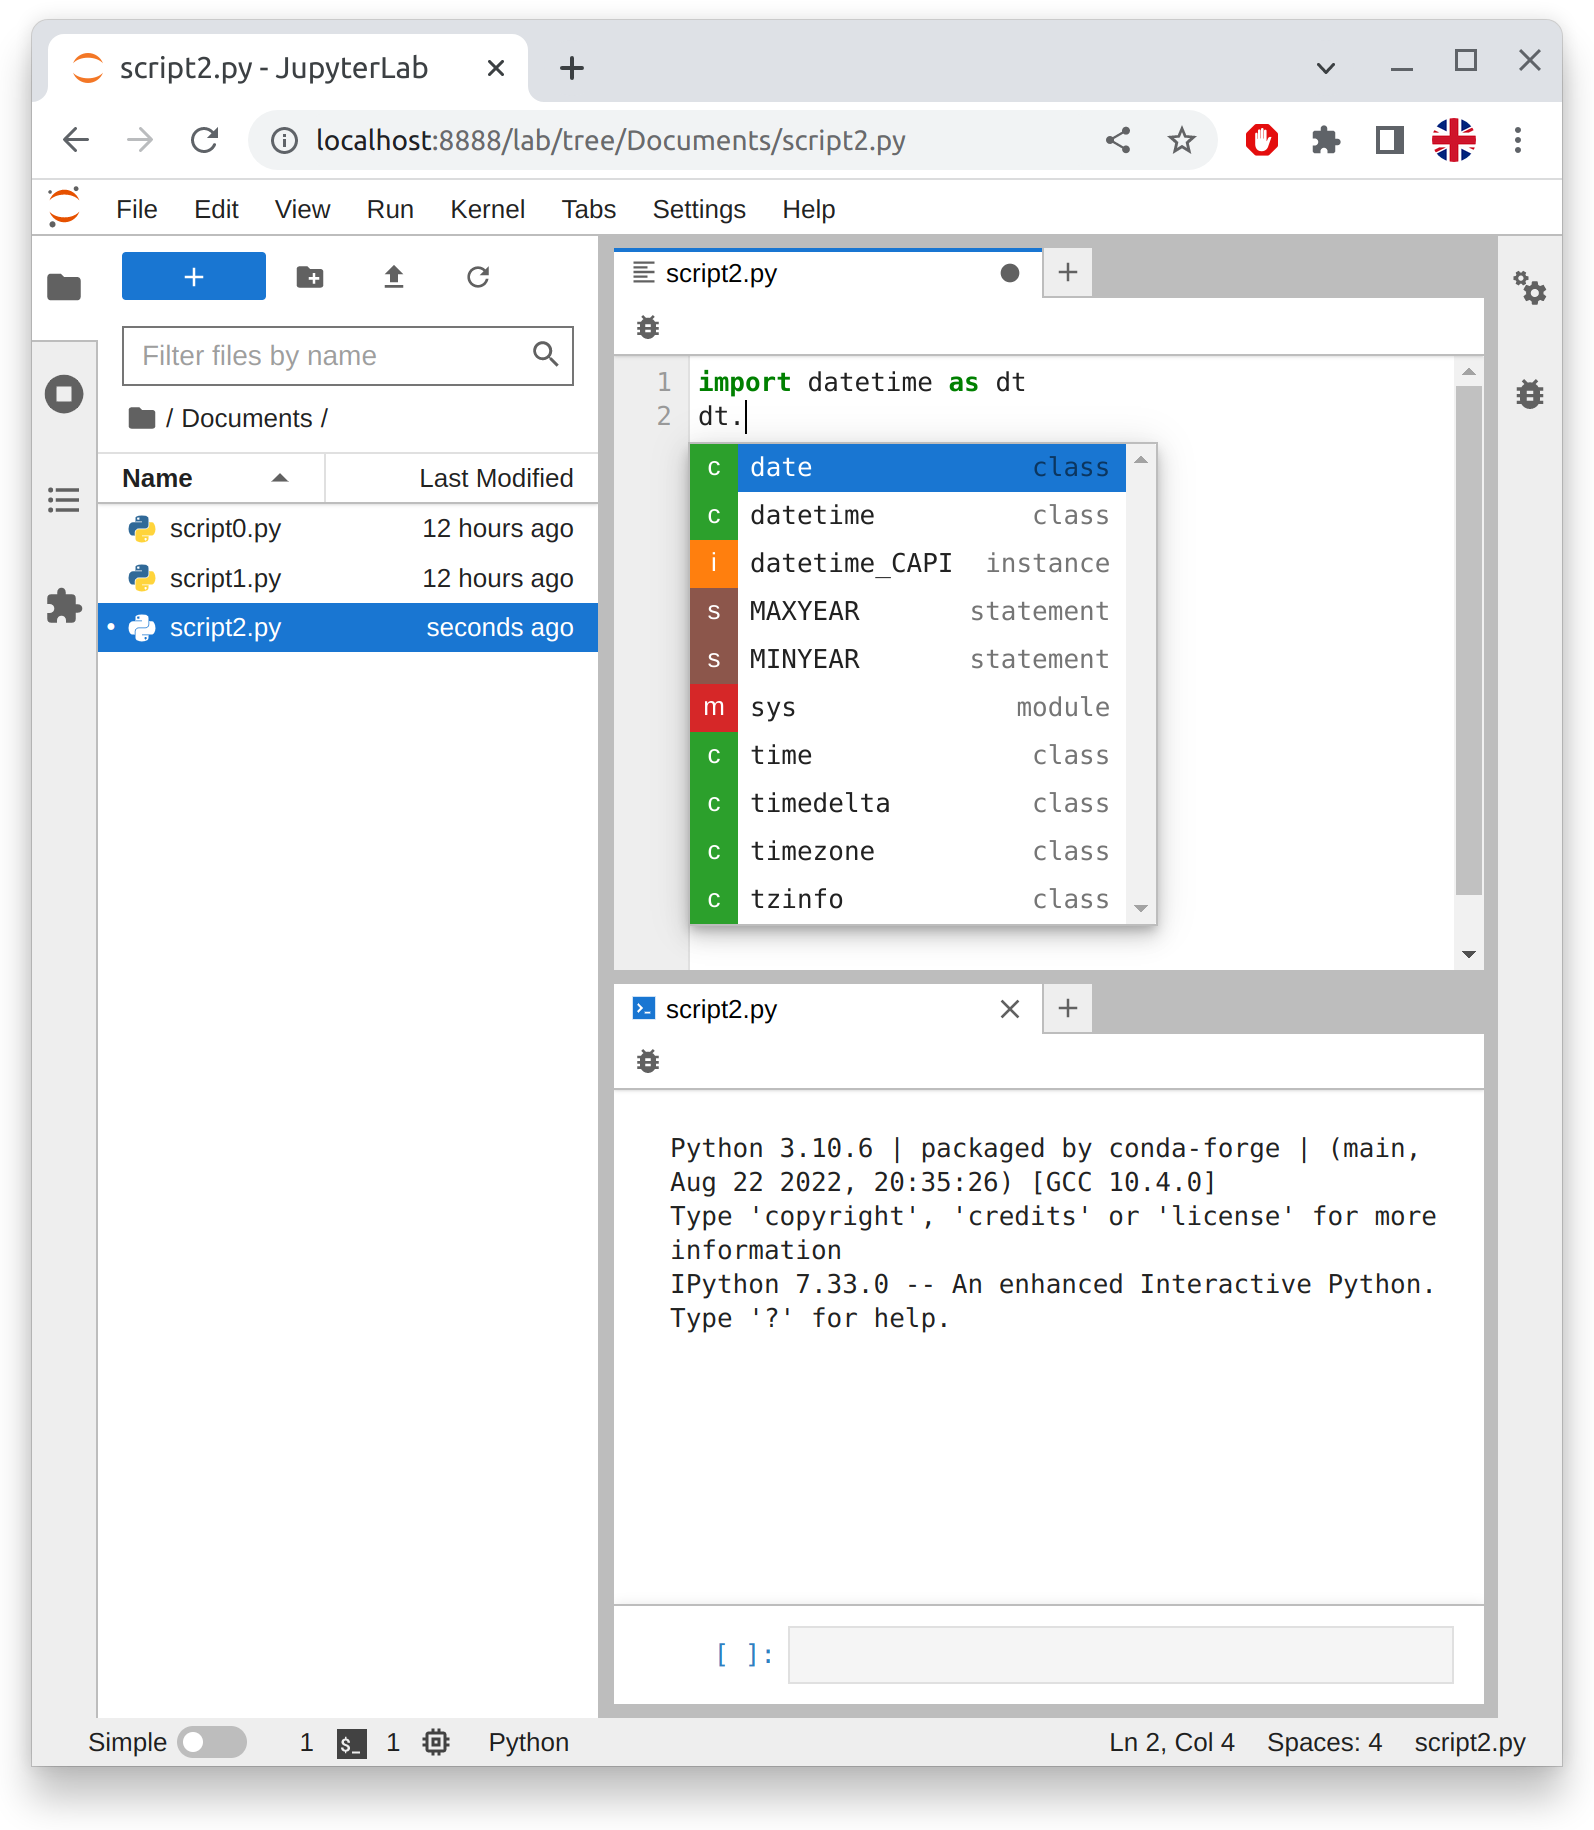 script2.py - JupyterLab
localhost:8888/lab/tree/Documents/script2.py
File Edit View Run Kernel Tabs Settings Help
Filter files by name
/ Documents /
Name Last Modified
script0.py 12 hours ago
script1.py 12 hours ago
script2.py seconds ago
script2.py
1 import datetime as dt
2 dt.
c date class
c datetime class
i datetime_CAPI instance
s MAXYEAR statement
s MINYEAR statement
m sys module
c time class
c timedelta class
c timezone class
c tzinfo class
script2.py
Python 3.10.6 | packaged by conda-forge | (main,
Aug 22 2022, 20:35:26) [GCC 10.4.0]
Type 'copyright', 'credits' or 'license' for more
information
IPython 7.33.0 -- An enhanced Interactive Python.
Type '?' for help.
[ ]:
Simple 1 $_ 1 Python Ln 2, Col 4 Spaces: 4 script2.py